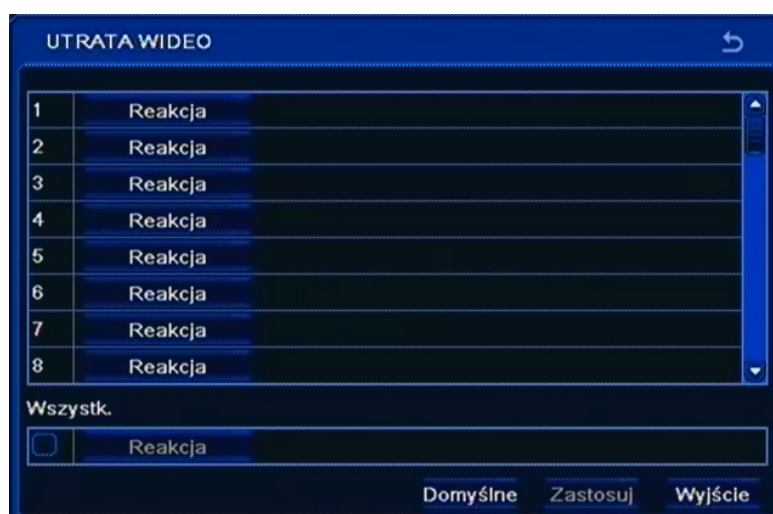 UTRATA WIDEO
1 Reakcja
2 Reakcja
3 Reakcja
4 Reakcja
5 Reakcja
6 Reakcja
7 Reakcja
8 Reakcja
Wszystk.
Reakcja
Domyślne Zastosuj Wyjście